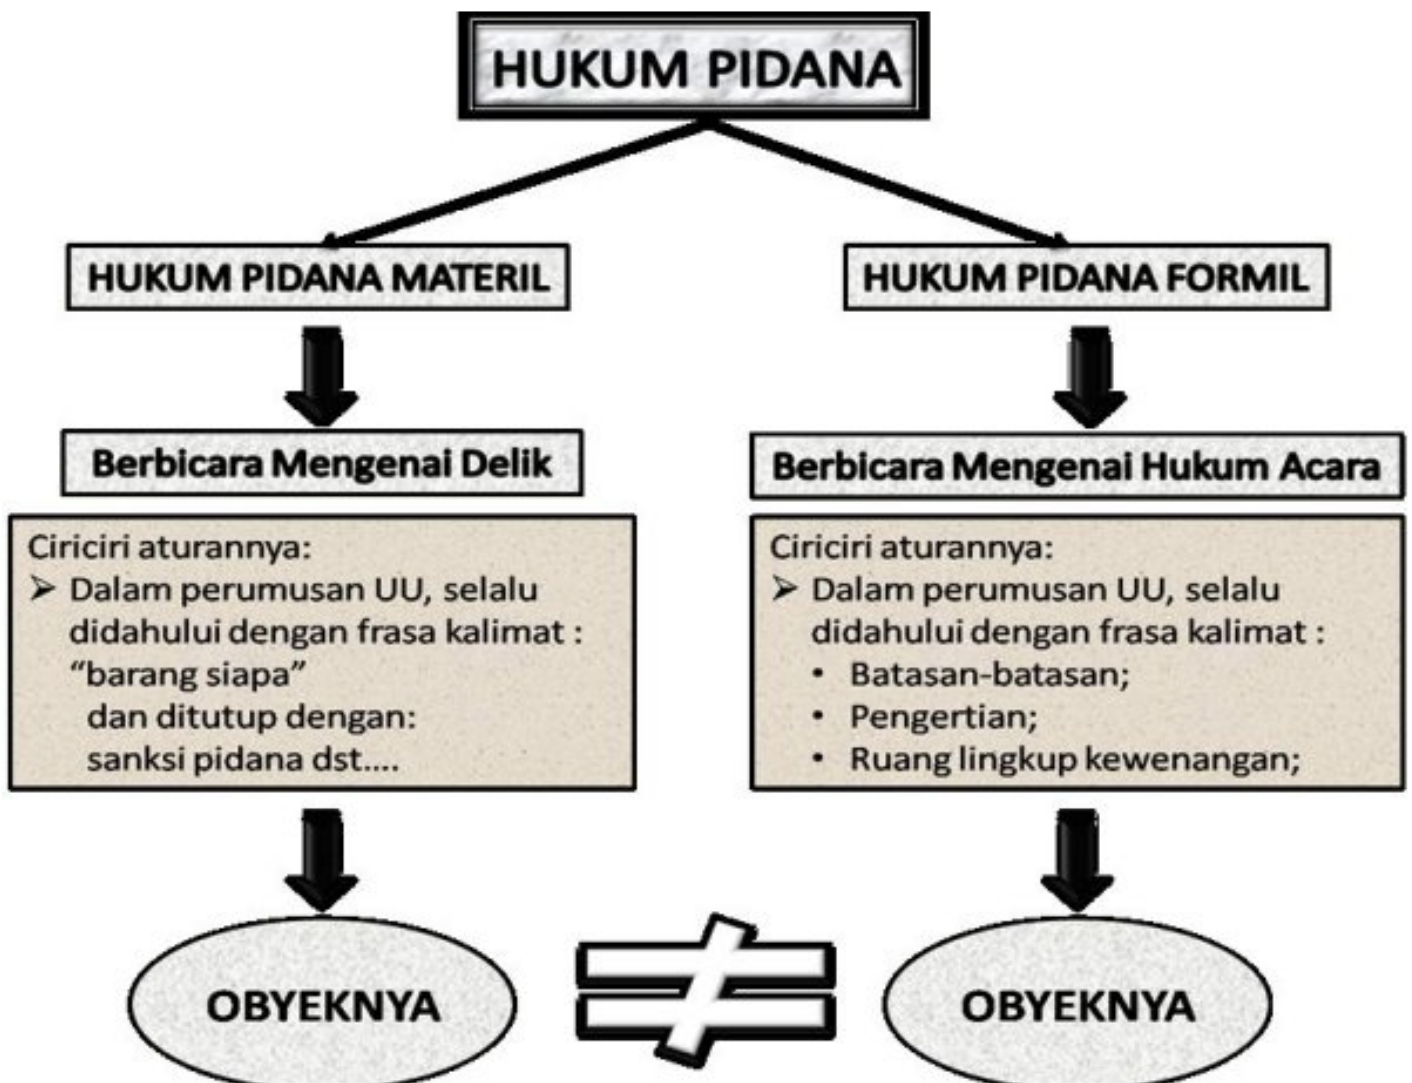 HUKUM PIDANA
HUKUM PIDANA MATERIL
Berbicara Mengenai Delik
Ciriciri aturannya:
➢ Dalam perumusan UU, selalu
didahului dengan frasa kalimat :
“barang siapa”
dan ditutup dengan:
sanksi pidana dst....
OBYEKNYA
≠
HUKUM PIDANA FORMIL
Berbicara Mengenai Hukum Acara
Ciriciri aturannya:
➢ Dalam perumusan UU, selalu
didahului dengan frasa kalimat :
• Batasan-batasan;
• Pengertian;
• Ruang lingkup kewenangan;
OBYEKNYA